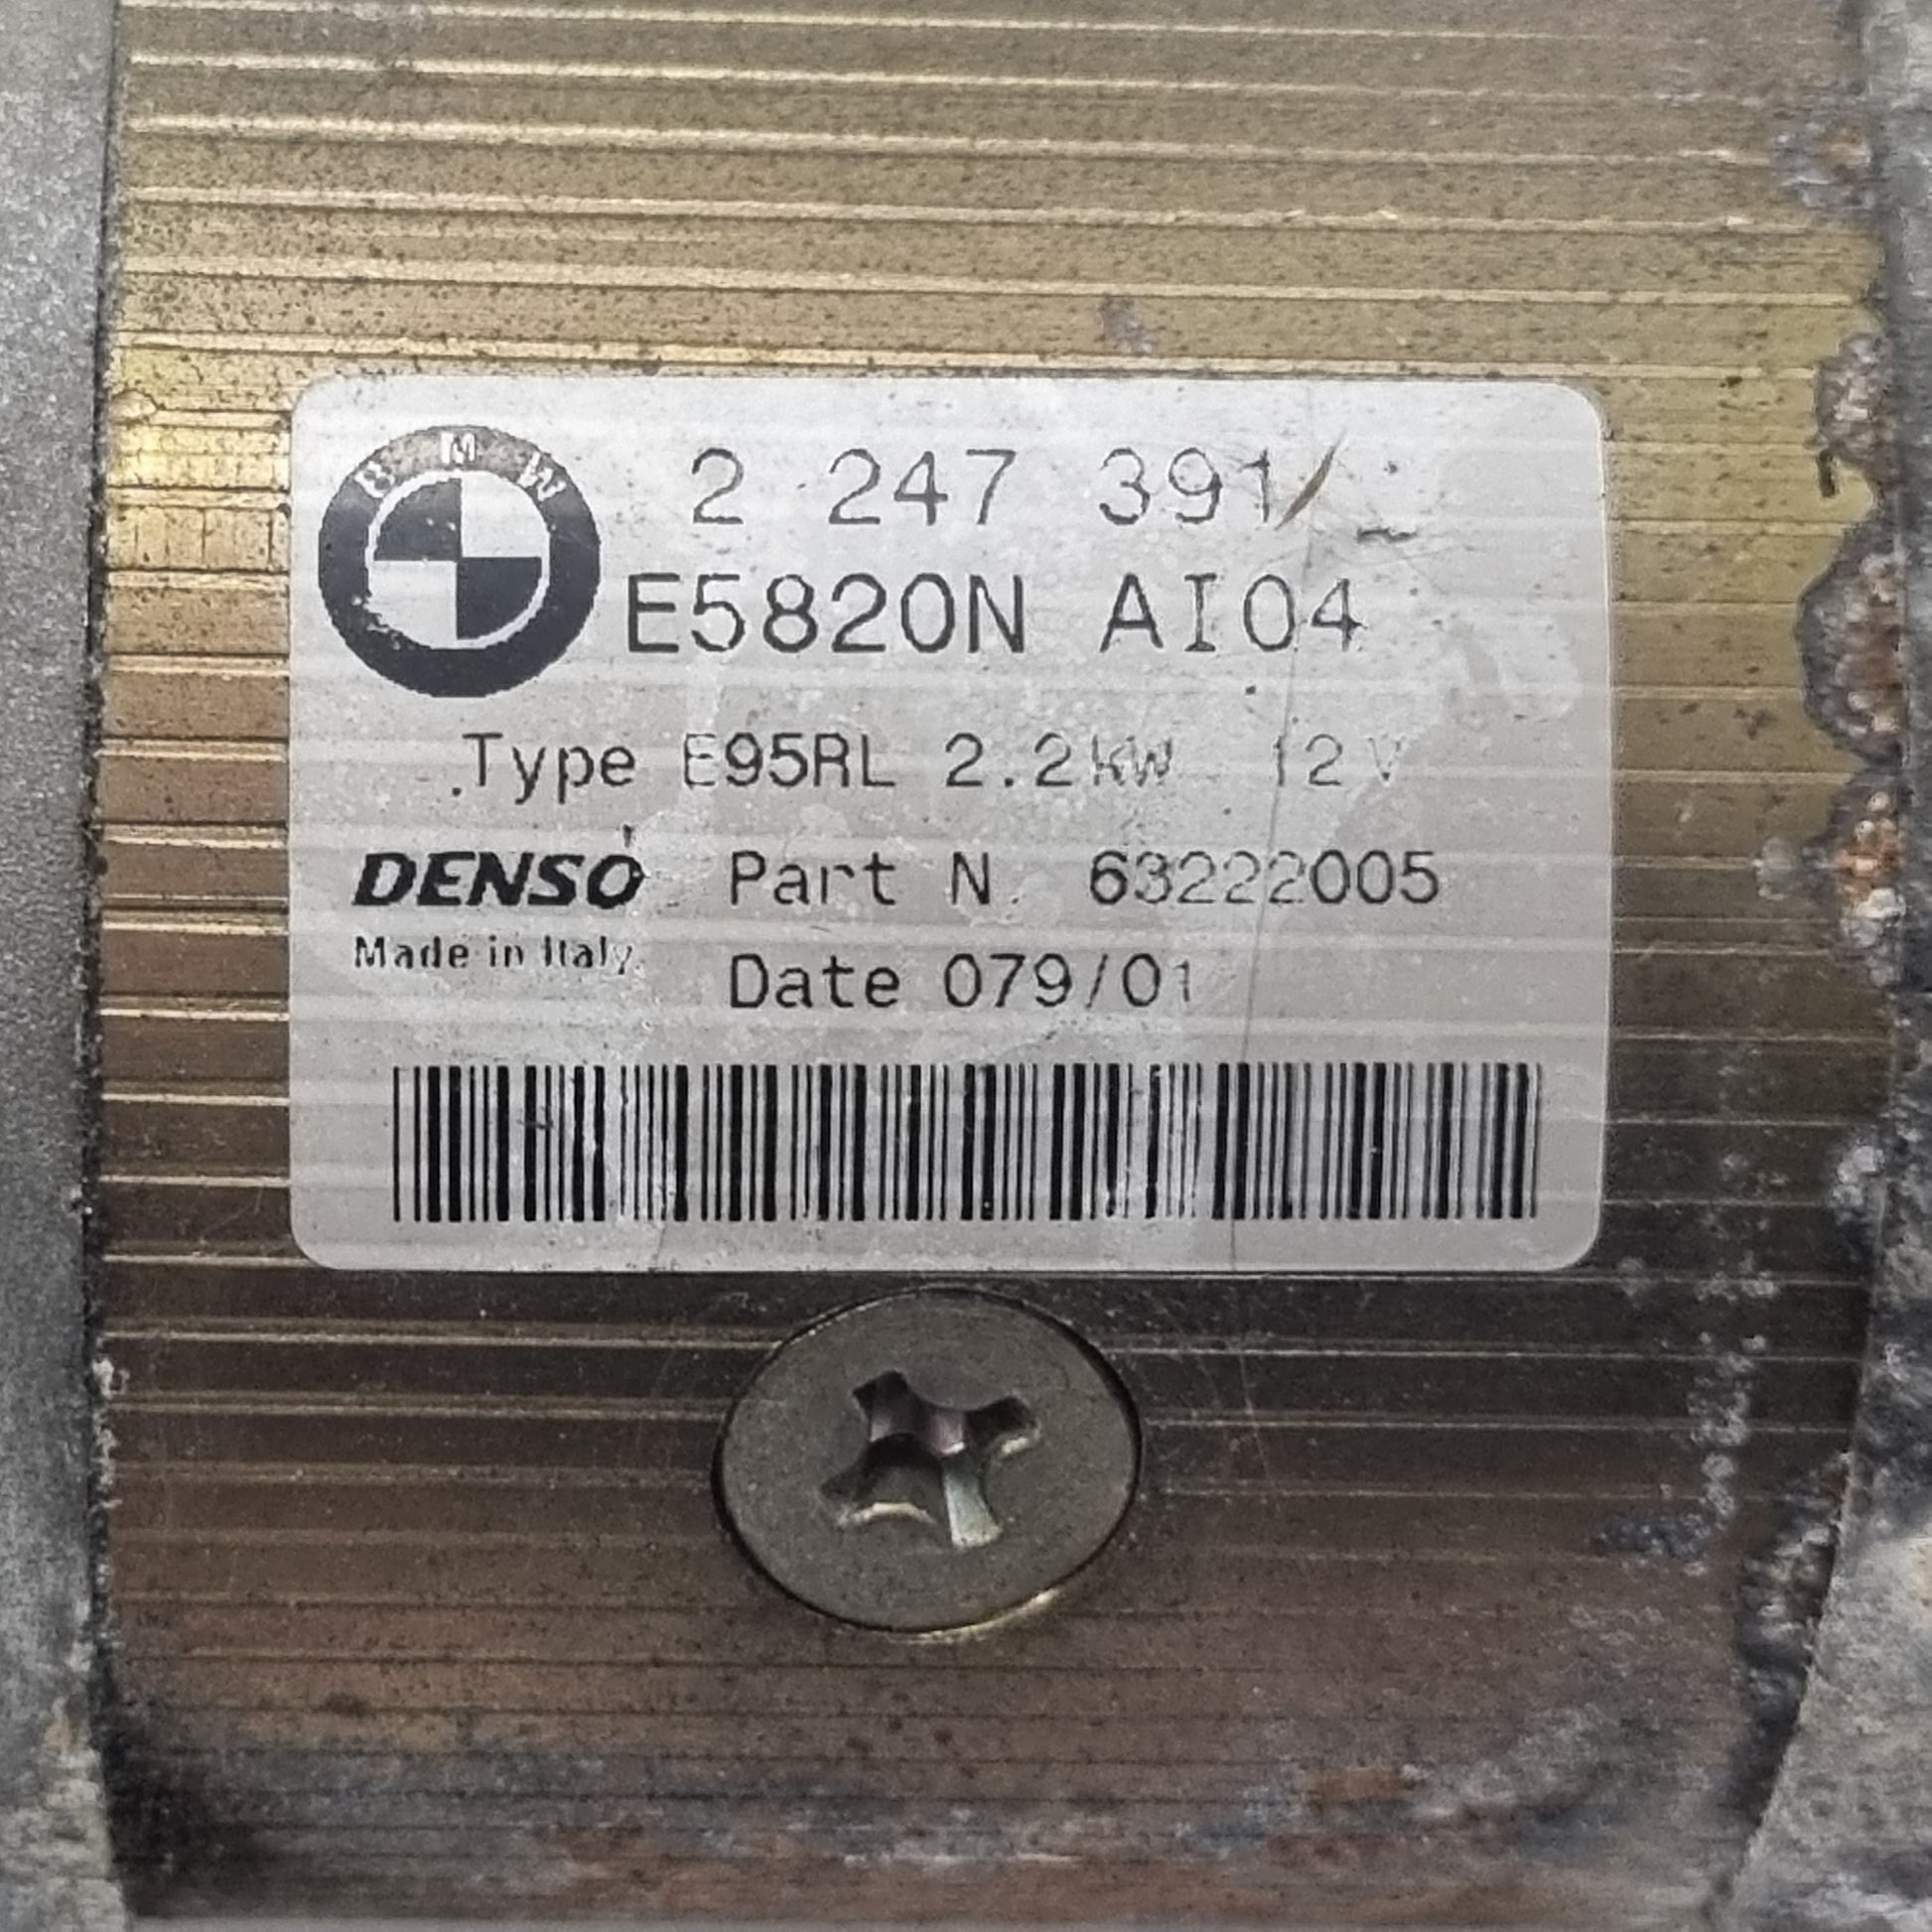 BMW
2 247 391
E5820N AI04
Type E95RL 2.2kW 12V
DENSO Part N. 63222005
Made in Italy
Date 079/01